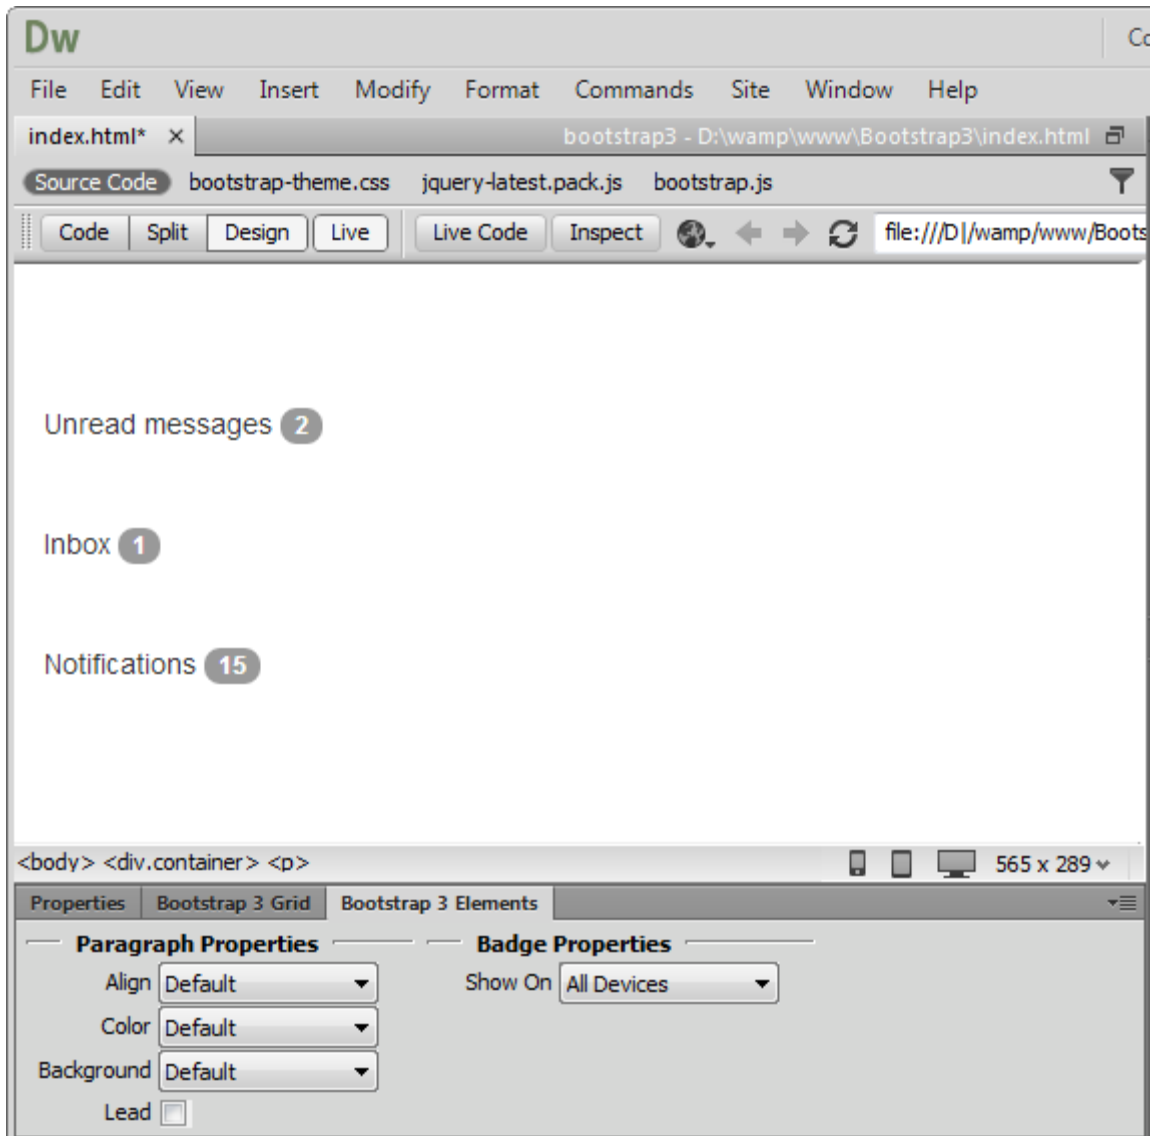 Dw
File Edit View Insert Modify Format Commands Site Window Help
index.html* × bootstrap3 - D:\wamp\www\Bootstrap3\index.html
Source Code bootstrap-theme.css jquery-latest.pack.js bootstrap.js
Code Split Design Live Live Code Inspect file:///D|/wamp/www/Boots
Unread messages 2
Inbox 1
Notifications 15
<body> <div.container> <p> 565 x 289
Properties Bootstrap 3 Grid Bootstrap 3 Elements
Paragraph Properties Badge Properties
Align Default Show On All Devices
Color Default
Background Default
Lead